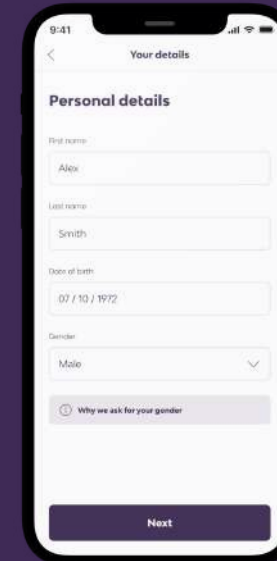 9:41
Your details
Personal details
First name
Alex
Last name
Smith
Date of birth
07 / 10 / 1972
Gender
Male
Why we ask for your gender
Next